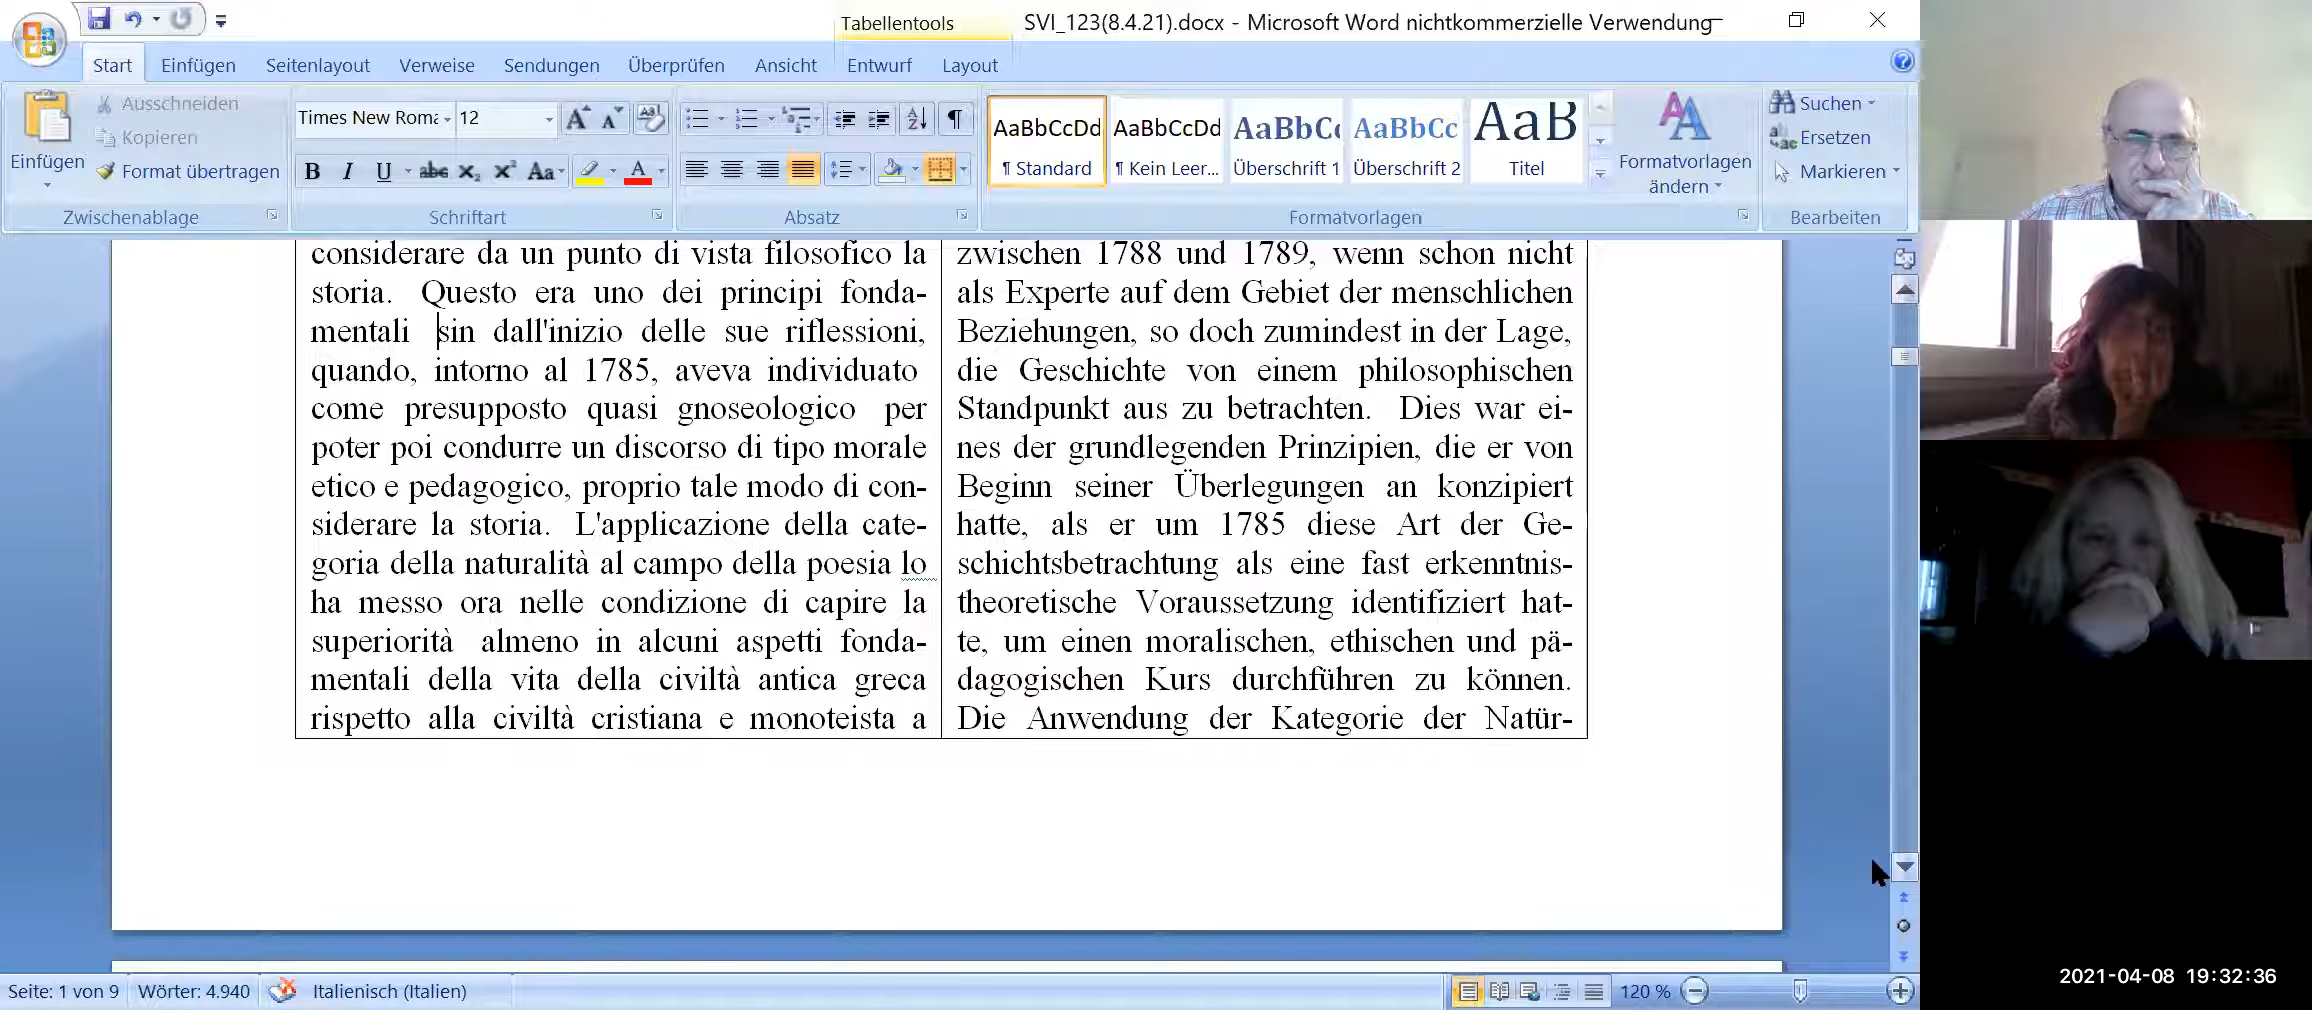 Tabellentools
SVI_123(8.4.21).docx - Microsoft Word nichtkommerzielle Verwendung
Start Einfügen Seitenlayout Verweise Sendungen Überprüfen Ansicht Entwurf Layout
Einfügen
Ausschneiden
Kopieren
Format übertragen
Zwischenablage
Times New Roma 12
Schriftart
Absatz
AaBbCcDd AaBbCcDd AaBbCc AaBbCc AaB
¶ Standard ¶ Kein Leer... Überschrift 1 Überschrift 2 Titel
Formatvorlagen
ändern
Formatvorlagen
Suchen
Ersetzen
Markieren
Bearbeiten
considerare da un punto di vista filosofico la
storia. Questo era uno dei principi fonda-
mentali sin dall'inizio delle sue riflessioni,
quando, intorno al 1785, aveva individuato
come presupposto quasi gnoseologico per
poter poi condurre un discorso di tipo morale
etico e pedagogico, proprio tale modo di con-
siderare la storia. L'applicazione della cate-
goria della naturalità al campo della poesia lo
ha messo ora nelle condizione di capire la
superiorità almeno in alcuni aspetti fonda-
mentali della vita della civiltà antica greca
rispetto alla civiltà cristiana e monoteista a
zwischen 1788 und 1789, wenn schon nicht
als Experte auf dem Gebiet der menschlichen
Beziehungen, so doch zumindest in der Lage,
die Geschichte von einem philosophischen
Standpunkt aus zu betrachten. Dies war ei-
nes der grundlegenden Prinzipien, die er von
Beginn seiner Überlegungen an konzipiert
hatte, als er um 1785 diese Art der Ge-
schichtsbetrachtung als eine fast erkenntnis-
theoretische Voraussetzung identifiziert hat-
te, um einen moralischen, ethischen und pä-
dagogischen Kurs durchführen zu können.
Die Anwendung der Kategorie der Natür-
Seite: 1 von 9 Wörter: 4.940 Italienisch (Italien) 120 %
2021-04-08 19:32:36